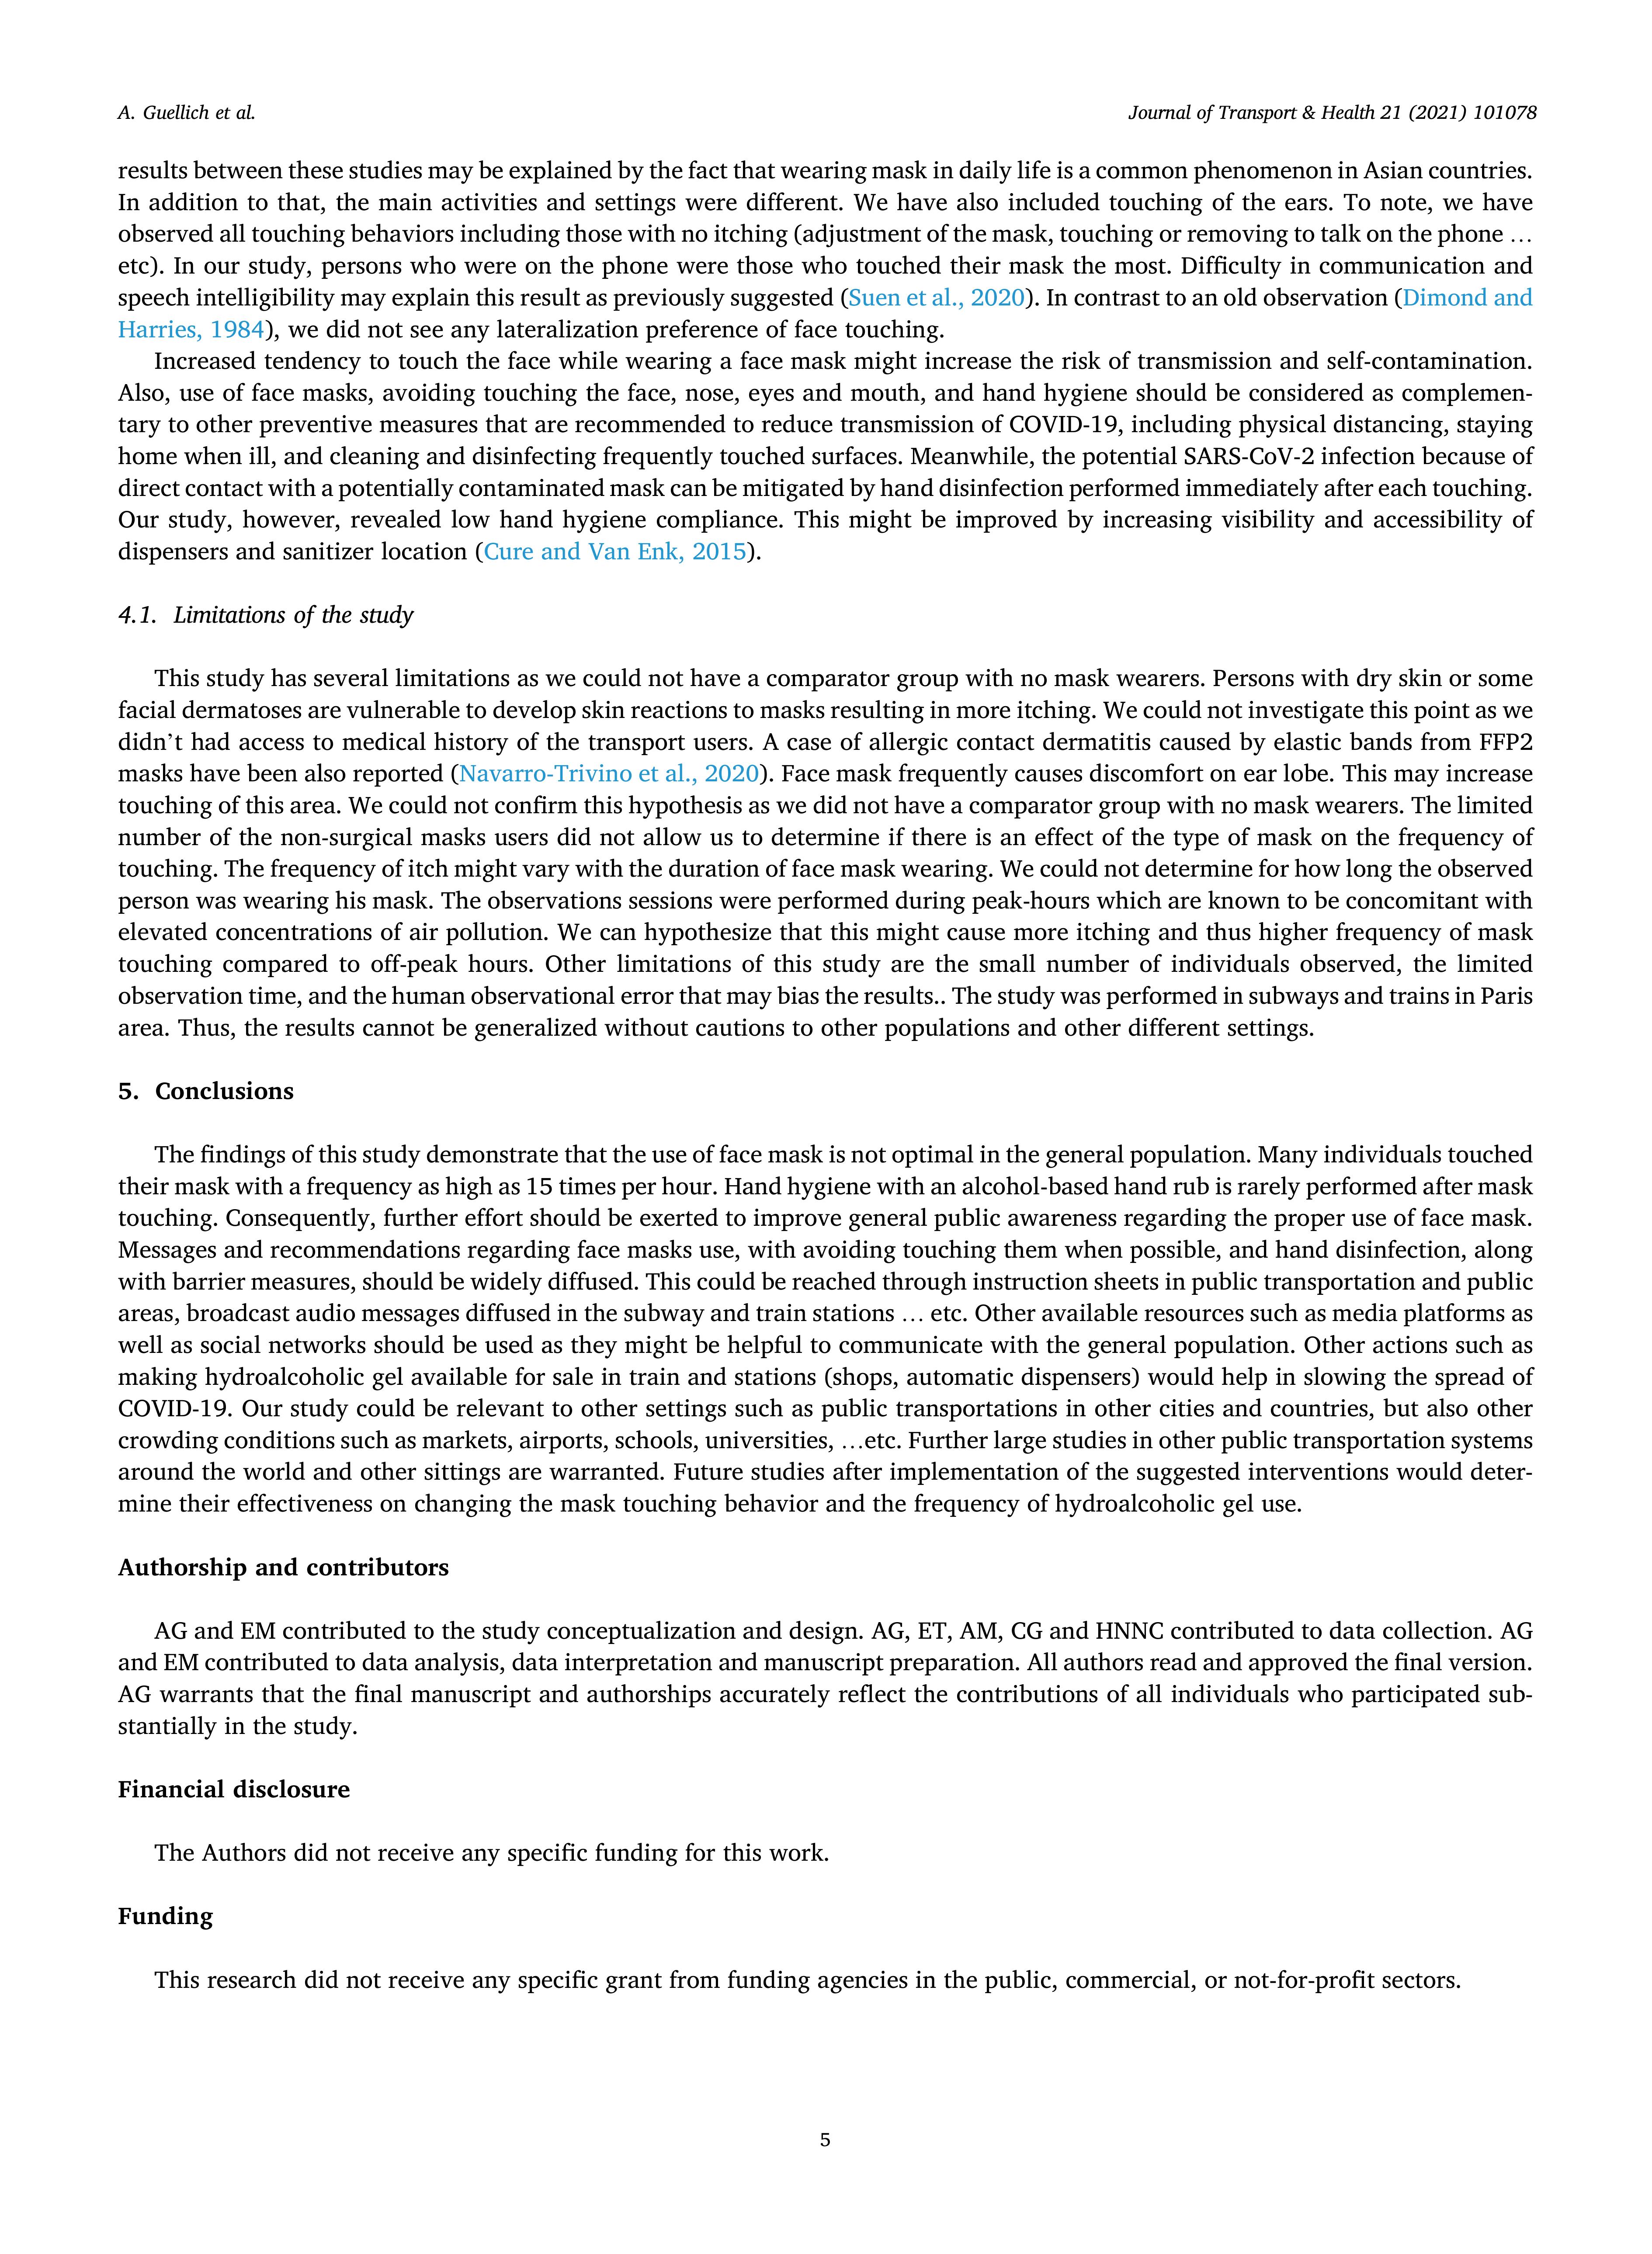 A. Guellich et al.
Journal of Transport & Health 21 (2021) 101078
results between these studies may be explained by the fact that wearing mask in daily life is a common phenomenon in Asian countries.
In addition to that, the main activities and settings were different. We have also included touching of the ears. To note, we have
observed all touching behaviors including those with no itching (adjustment of the mask, touching or removing to talk on the phone …
etc). In our study, persons who were on the phone were those who touched their mask the most. Difficulty in communication and
speech intelligibility may explain this result as previously suggested (Suen et al., 2020). In contrast to an old observation (Dimond and
Harries, 1984), we did not see any lateralization preference of face touching.
Increased tendency to touch the face while wearing a face mask might increase the risk of transmission and self-contamination.
Also, use of face masks, avoiding touching the face, nose, eyes and mouth, and hand hygiene should be considered as complemen-
tary to other preventive measures that are recommended to reduce transmission of COVID-19, including physical distancing, staying
home when ill, and cleaning and disinfecting frequently touched surfaces. Meanwhile, the potential SARS-CoV-2 infection because of
direct contact with a potentially contaminated mask can be mitigated by hand disinfection performed immediately after each touching.
Our study, however, revealed low hand hygiene compliance. This might be improved by increasing visibility and accessibility of
dispensers and sanitizer location (Cure and Van Enk, 2015).
4.1. Limitations of the study
This study has several limitations as we could not have a comparator group with no mask wearers. Persons with dry skin or some
facial dermatoses are vulnerable to develop skin reactions to masks resulting in more itching. We could not investigate this point as we
didn’t had access to medical history of the transport users. A case of allergic contact dermatitis caused by elastic bands from FFP2
masks have been also reported (Navarro-Trivino et al., 2020). Face mask frequently causes discomfort on ear lobe. This may increase
touching of this area. We could not confirm this hypothesis as we did not have a comparator group with no mask wearers. The limited
number of the non-surgical masks users did not allow us to determine if there is an effect of the type of mask on the frequency of
touching. The frequency of itch might vary with the duration of face mask wearing. We could not determine for how long the observed
person was wearing his mask. The observations sessions were performed during peak-hours which are known to be concomitant with
elevated concentrations of air pollution. We can hypothesize that this might cause more itching and thus higher frequency of mask
touching compared to off-peak hours. Other limitations of this study are the small number of individuals observed, the limited
observation time, and the human observational error that may bias the results.. The study was performed in subways and trains in Paris
area. Thus, the results cannot be generalized without cautions to other populations and other different settings.
5. Conclusions
The findings of this study demonstrate that the use of face mask is not optimal in the general population. Many individuals touched
their mask with a frequency as high as 15 times per hour. Hand hygiene with an alcohol-based hand rub is rarely performed after mask
touching. Consequently, further effort should be exerted to improve general public awareness regarding the proper use of face mask.
Messages and recommendations regarding face masks use, with avoiding touching them when possible, and hand disinfection, along
with barrier measures, should be widely diffused. This could be reached through instruction sheets in public transportation and public
areas, broadcast audio messages diffused in the subway and train stations … etc. Other available resources such as media platforms as
well as social networks should be used as they might be helpful to communicate with the general population. Other actions such as
making hydroalcoholic gel available for sale in train and stations (shops, automatic dispensers) would help in slowing the spread of
COVID-19. Our study could be relevant to other settings such as public transportations in other cities and countries, but also other
crowding conditions such as markets, airports, schools, universities, …etc. Further large studies in other public transportation systems
around the world and other sittings are warranted. Future studies after implementation of the suggested interventions would deter-
mine their effectiveness on changing the mask touching behavior and the frequency of hydroalcoholic gel use.
Authorship and contributors
AG and EM contributed to the study conceptualization and design. AG, ET, AM, CG and HNNC contributed to data collection. AG
and EM contributed to data analysis, data interpretation and manuscript preparation. All authors read and approved the final version.
AG warrants that the final manuscript and authorships accurately reflect the contributions of all individuals who participated sub-
stantially in the study.
Financial disclosure
The Authors did not receive any specific funding for this work.
Funding
This research did not receive any specific grant from funding agencies in the public, commercial, or not-for-profit sectors.
5